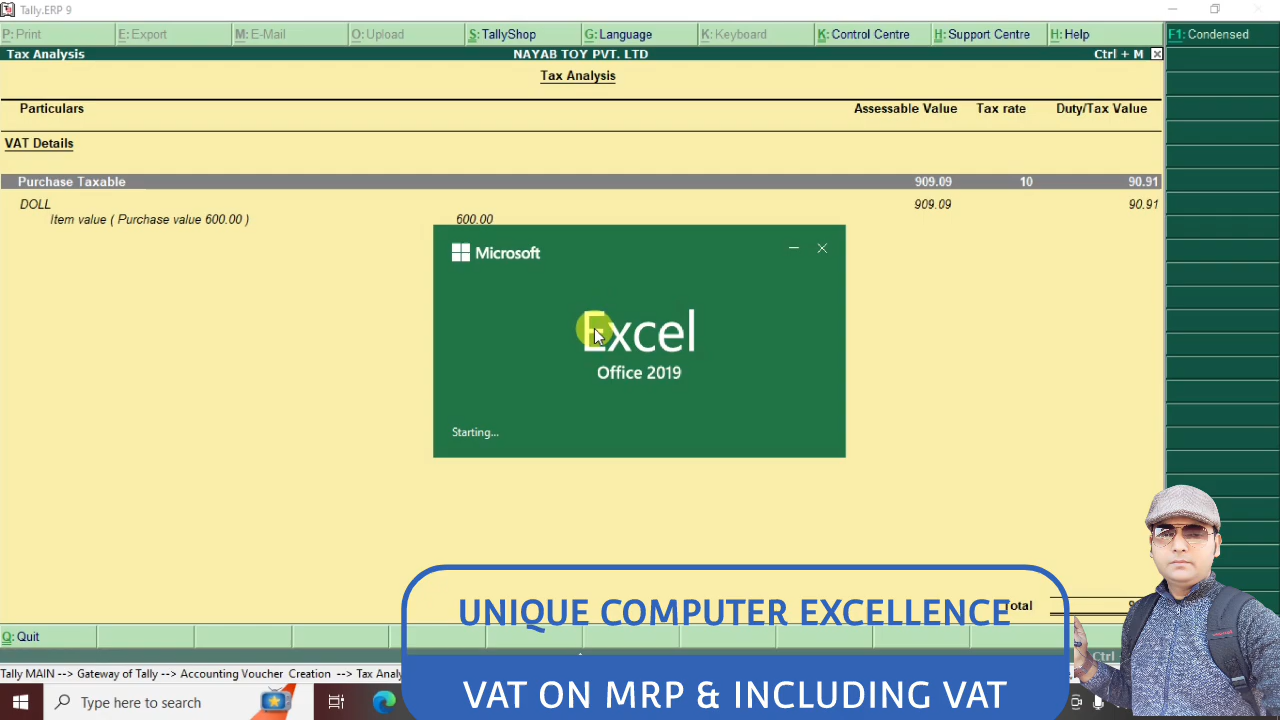 Tally.ERP 9
P: Print E: Export M: E-Mail O: Upload S: TallyShop G: Language K: Keyboard K: Control Centre H: Support Centre H: Help F1: Condensed
Tax Analysis NAYAB TOY PVT. LTD Ctrl + M
Tax Analysis
Particulars Assessable Value Tax rate Duty/Tax Value
VAT Details
Purchase Taxable 909.09 10 90.91
DOLL 909.09 90.91
Item value ( Purchase value 600.00 ) 600.00
Microsoft
Excel
Office 2019
Starting...
UNIQUE COMPUTER EXCELLENCE
Total
Q: Quit
Tally MAIN --> Gateway of Tally --> Accounting Voucher Creation --> Tax Analy
Ctrl +
VAT ON MRP & INCLUDING VAT
Type here to search